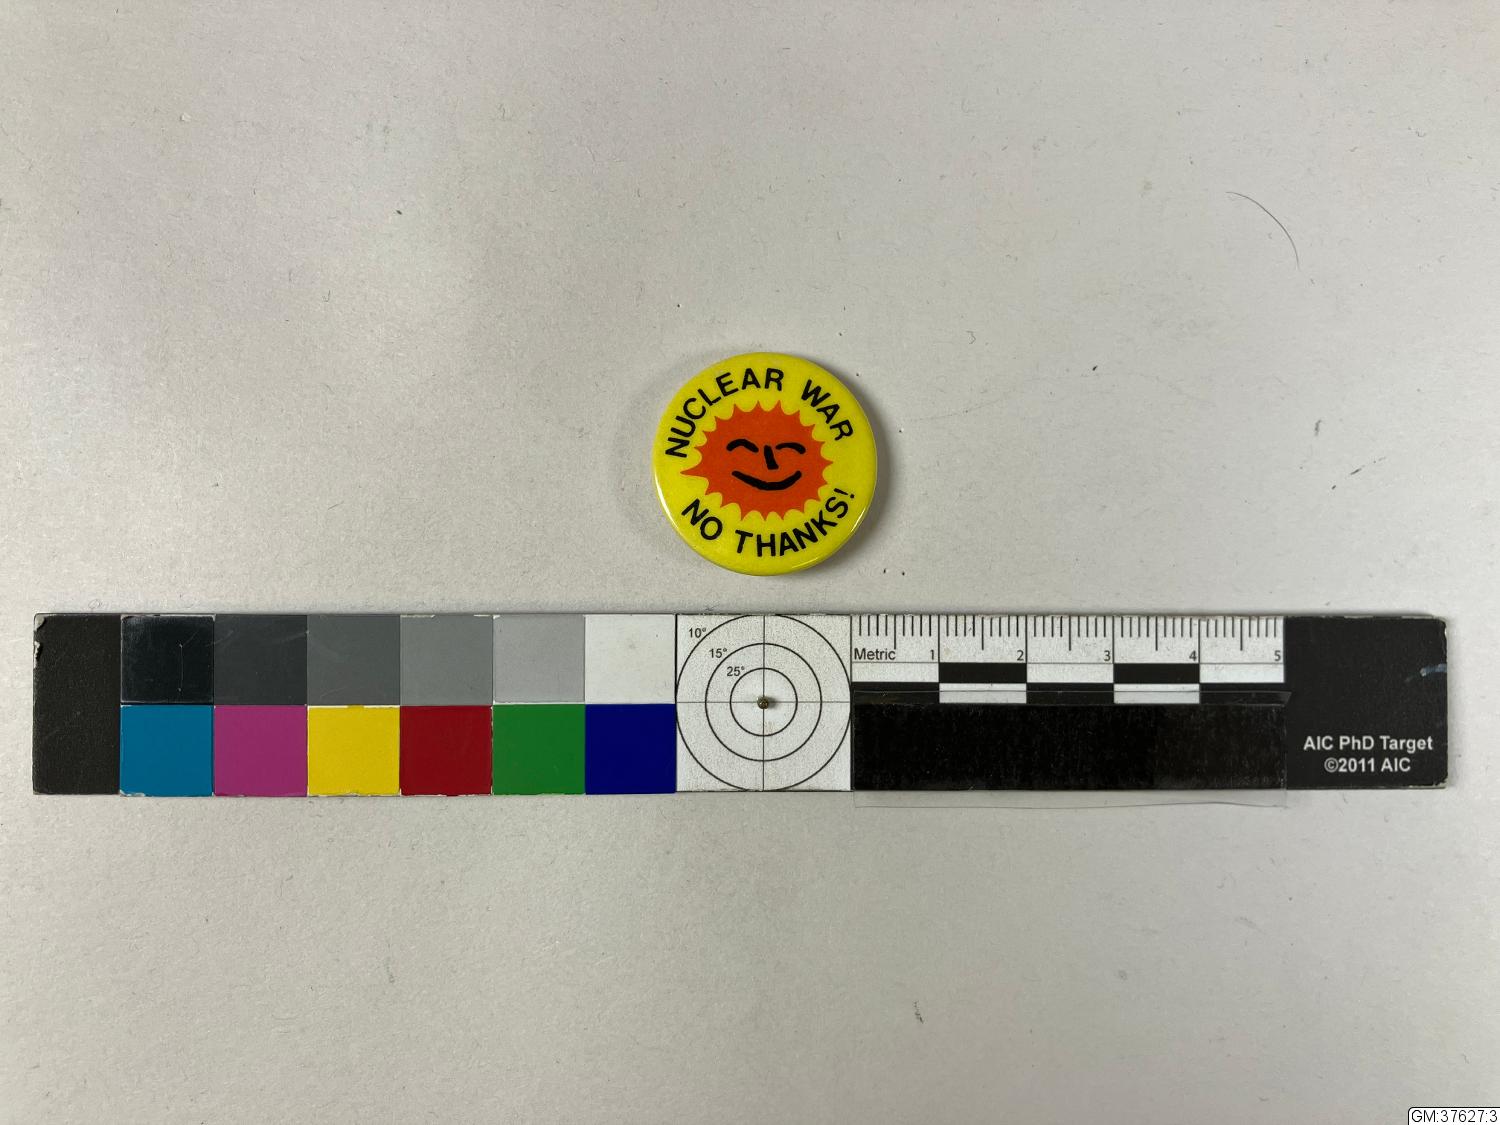 NUCLEAR WAR
NO THANKS!
10°
15°
25°
Metric 1 2 3 4 5
AIC PhD Target
©2011 AIC
GM:37627:3